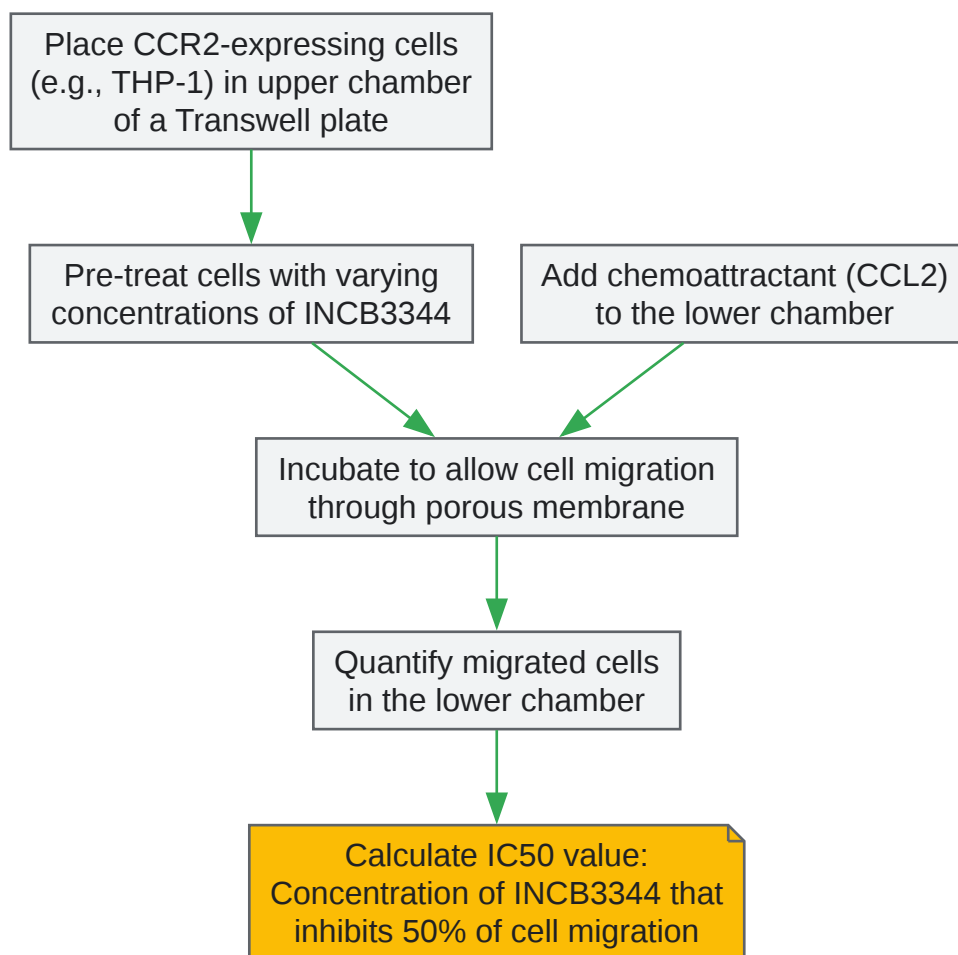 Place CCR2-expressing cells
(e.g., THP-1) in upper chamber
of a Transwell plate
Pre-treat cells with varying
concentrations of INCB3344
Add chemoattractant (CCL2)
to the lower chamber
Incubate to allow cell migration
through porous membrane
Quantify migrated cells
in the lower chamber
Calculate IC50 value:
Concentration of INCB3344 that
inhibits 50% of cell migration